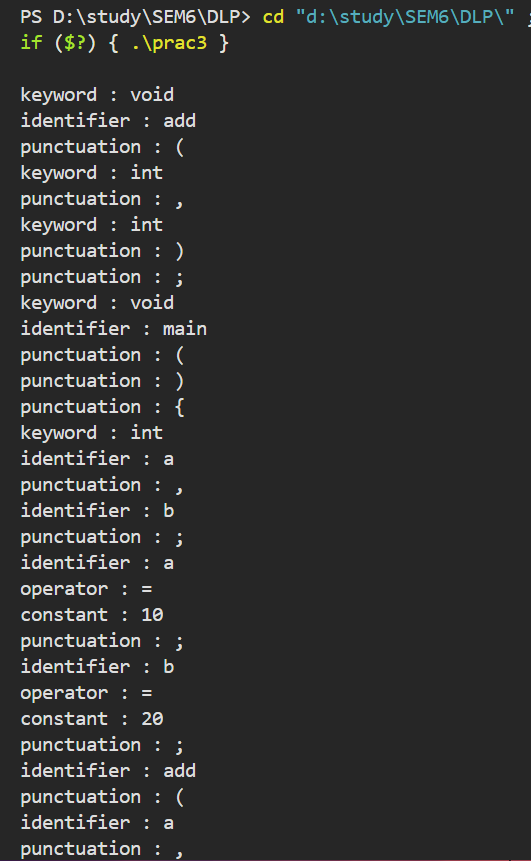 PS D:\study\SEM6\DLP> cd "d:\study\SEM6\DLP\" ;
if ($?) { .\prac3 }
keyword : void
identifier : add
punctuation : (
keyword : int
punctuation : ,
keyword : int
punctuation : )
punctuation : ;
keyword : void
identifier : main
punctuation : (
punctuation : )
punctuation : {
keyword : int
identifier : a
punctuation : ,
identifier : b
punctuation : ;
identifier : a
operator : =
constant : 10
punctuation : ;
identifier : b
operator : =
constant : 20
punctuation : ;
identifier : add
punctuation : (
identifier : a
punctuation : ,